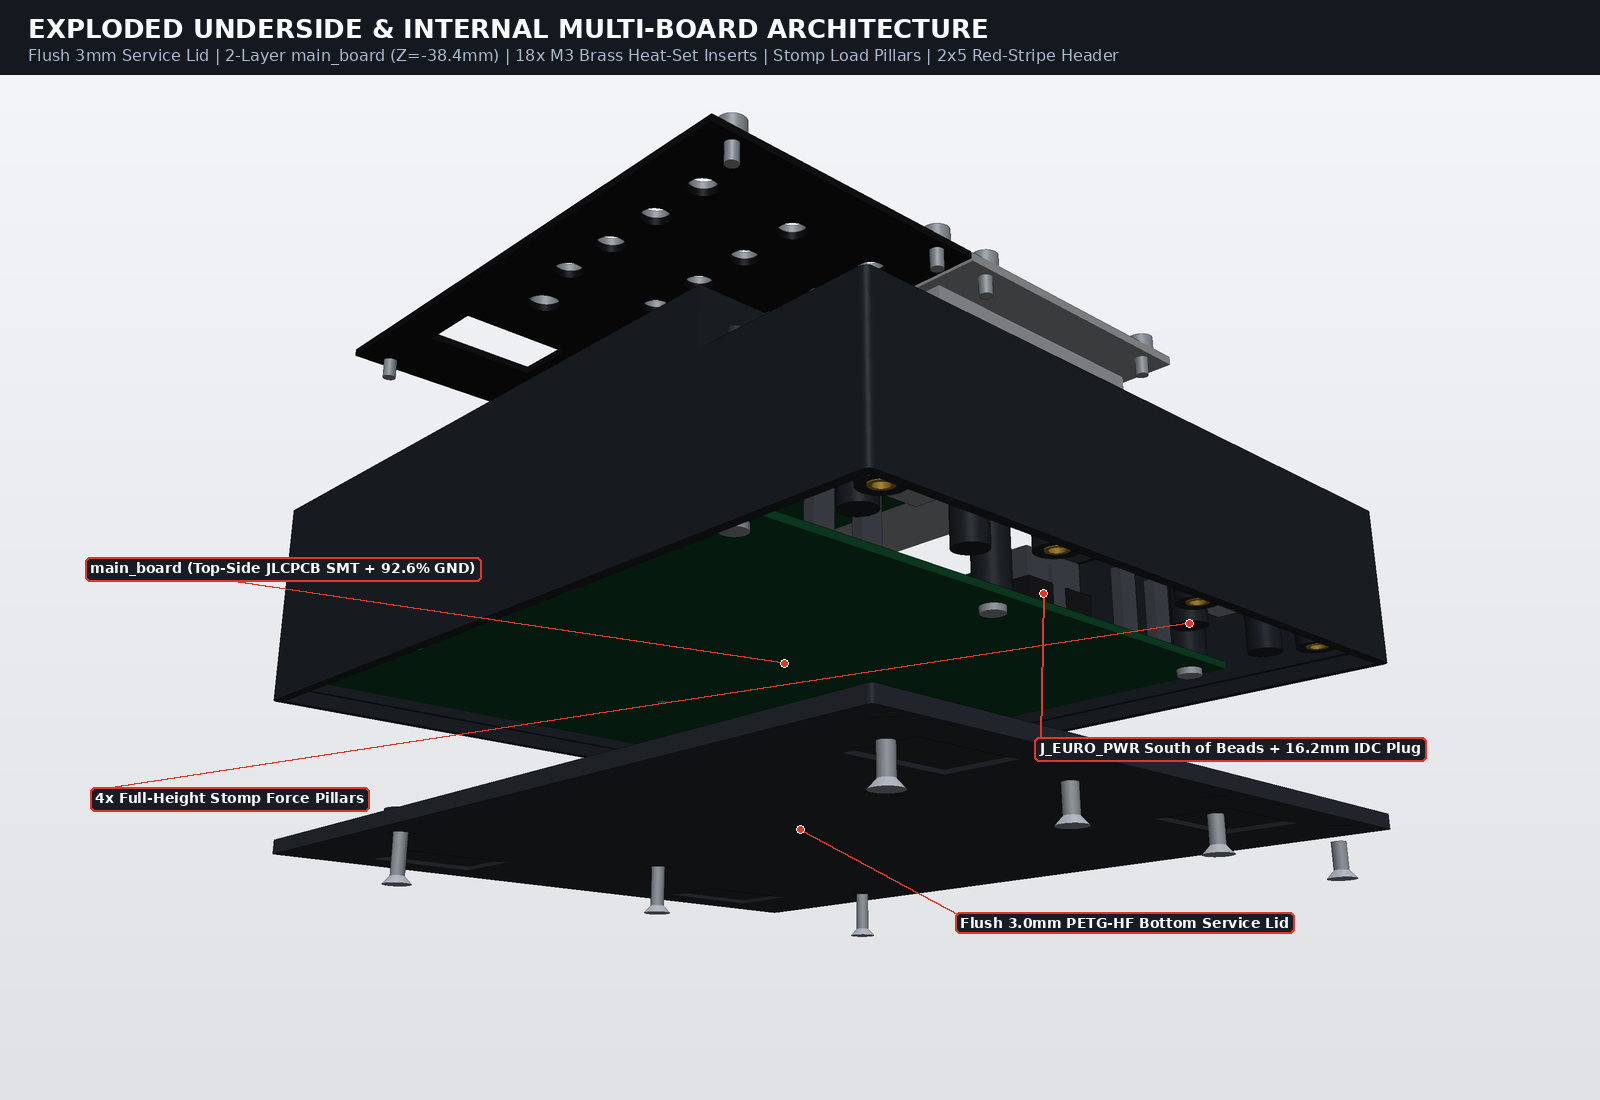 EXPLODED UNDERSIDE & INTERNAL MULTI-BOARD ARCHITECTURE
Flush 3mm Service Lid | 2-Layer main_board (Z=-38.4mm) | 18x M3 Brass Heat-Set Inserts | Stomp Load Pillars | 2x5 Red-Stripe Header
main_board (Top-Side JLCPCB SMT + 92.6% GND)
J_EURO_PWR South of Beads + 16.2mm IDC Plug
4x Full-Height Stomp Force Pillars
Flush 3.0mm PETG-HF Bottom Service Lid